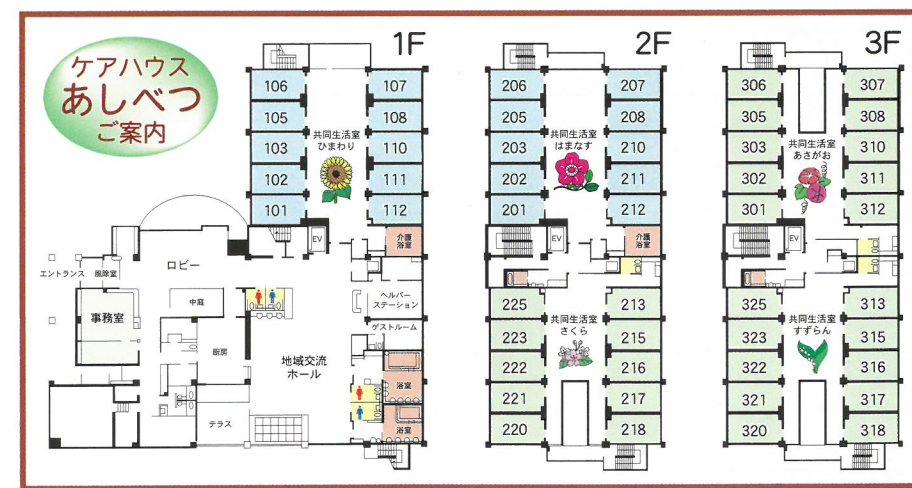 ケアハウス
あしべつ
ご案内
1F
106
107
105
108
共同生活室
ひまわり
103
110
102
111
101
112
EV
介護
浴室
エントランス
風除室
ロビー
中庭
ヘルパー
ステーション
事務室
ゲストルーム
厨房
地域交流
ホール
浴室
テラス
浴室
2F
206
207
205
208
共同生活室
はまなす
203
210
202
211
201
212
EV
介護
浴室
225
213
共同生活室
さくら
223
215
222
216
221
217
220
218
3F
306
307
305
308
共同生活室
あさがお
303
310
302
311
301
312
EV
325
313
共同生活室
すずらん
323
315
322
316
321
317
320
318